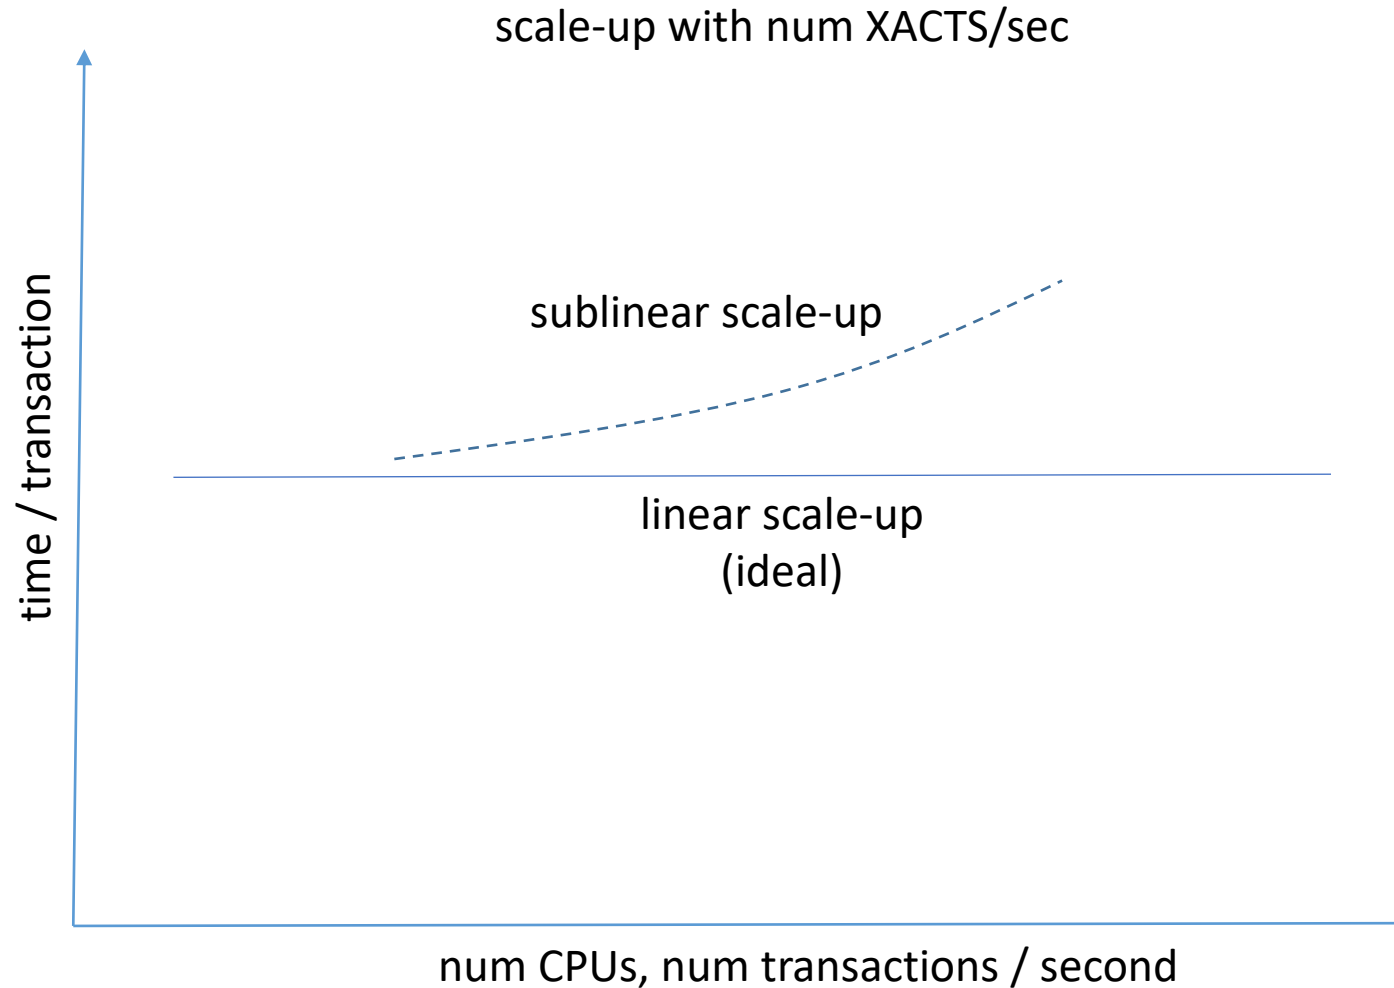 scale-up with num XACTS/sec
time / transaction
sublinear scale-up
linear scale-up
(ideal)
num CPUs, num transactions / second